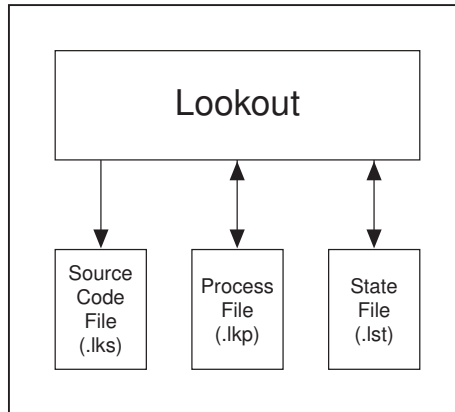 Lookout
Source
Code
File
(.lks)
Process
File
(.lkp)
State
File
(.lst)